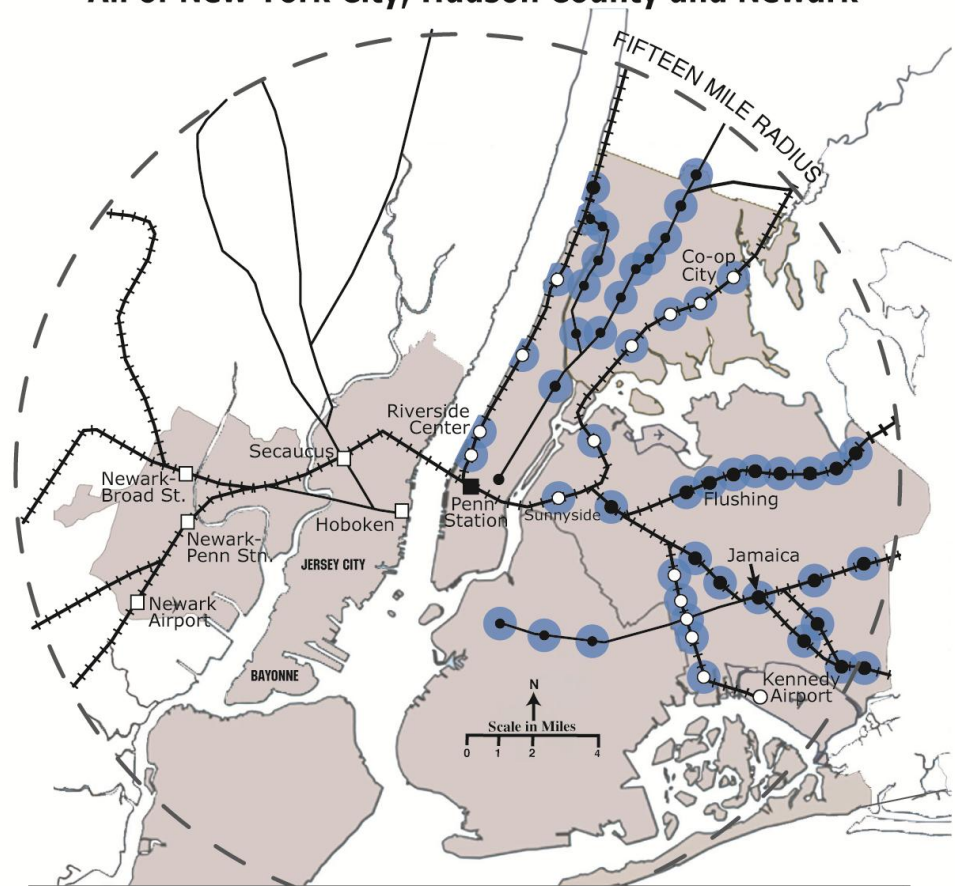 All of New York City, Hudson County and Newark
FIFTEEN MILE RADIUS
Co-op
City
Riverside
Center
Secaucus
Newark-
Broad St.
Penn
Station
Sunnyside
Flushing
Hoboken
Newark-
Penn Stn.
JERSEY CITY
Jamaica
Newark
Airport
BAYONNE
Kennedy
Airport
N
Scale in Miles
0 1 2 4